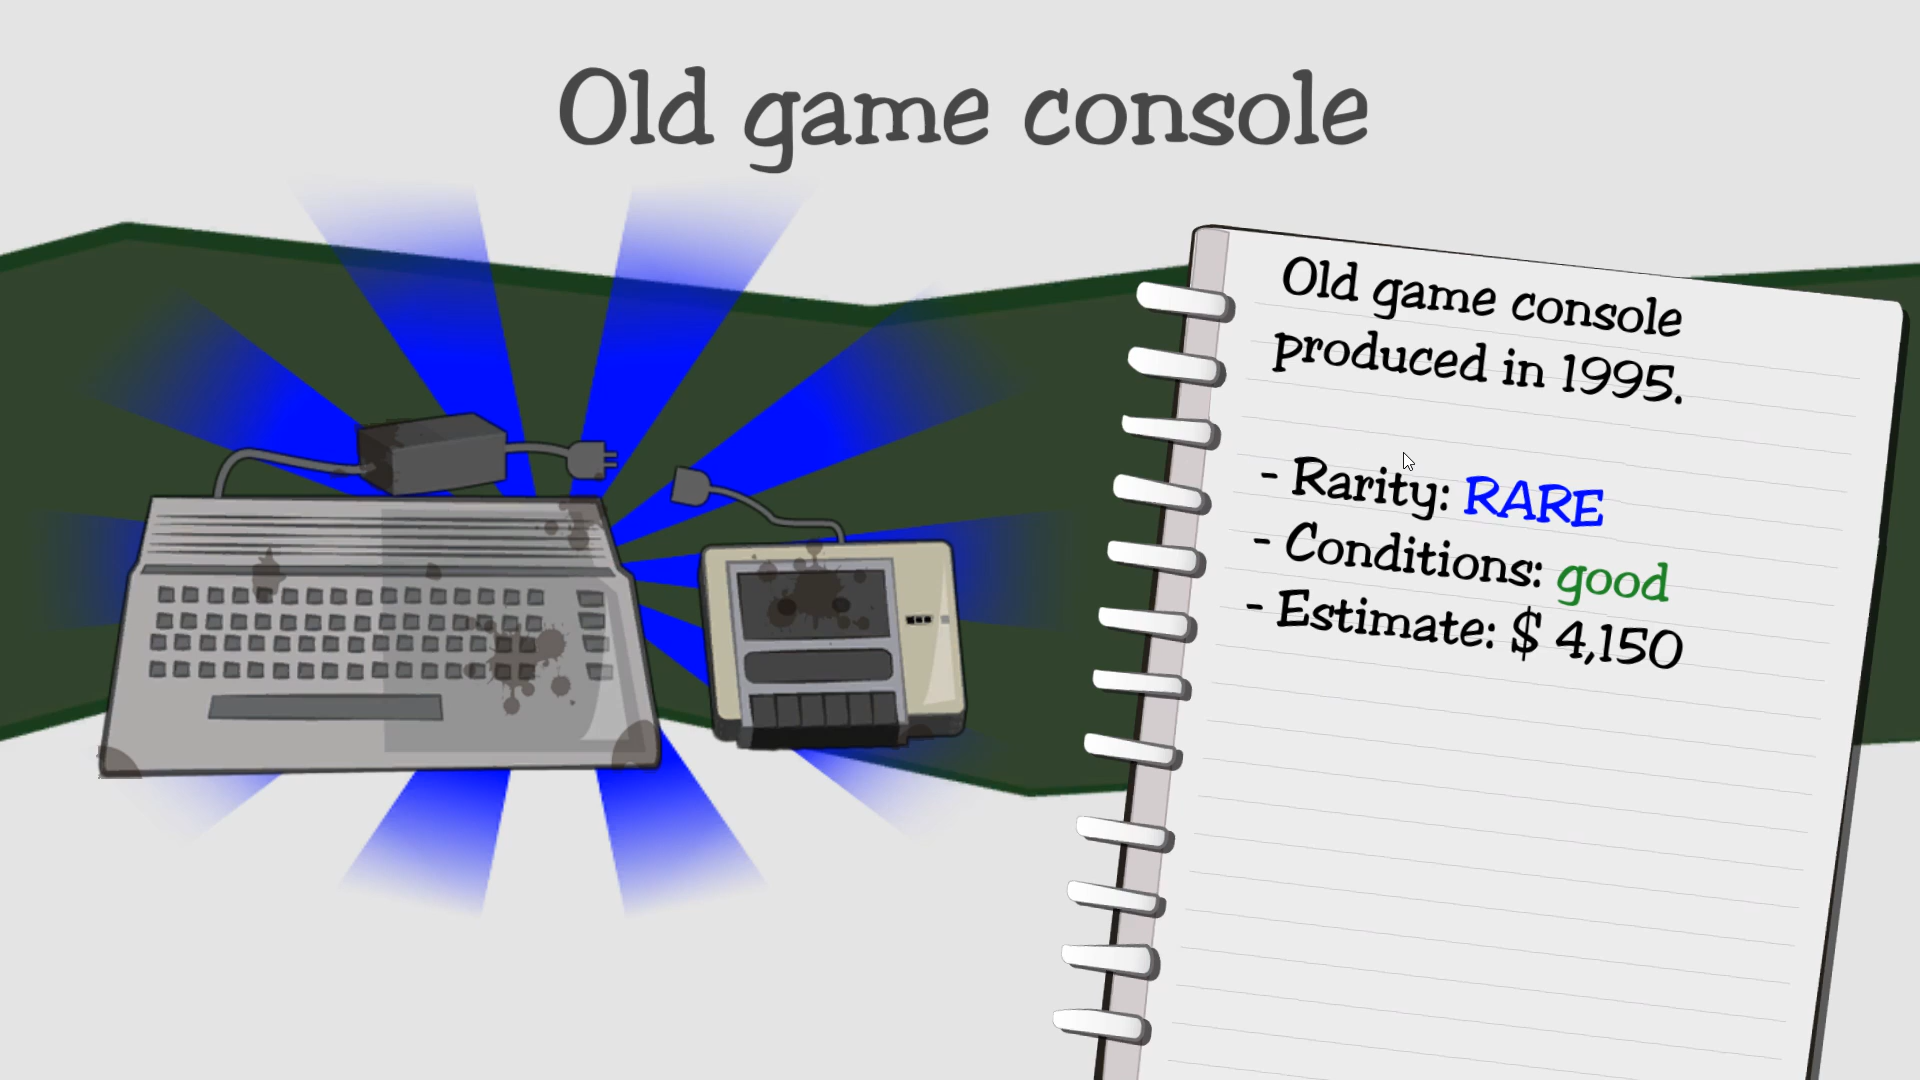 Old game console
Old game console
produced in 1995.
- Rarity: RARE
- Conditions: good
- Estimate: $ 4,150